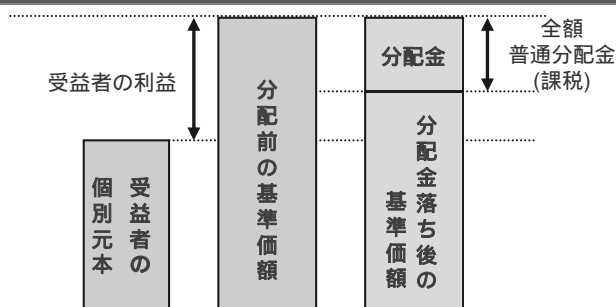 受益者の利益
受益者の
個別元本
分配前の基準価額
分配金
分配金落ち後の
基準価額
全額
普通分配金
(課税)